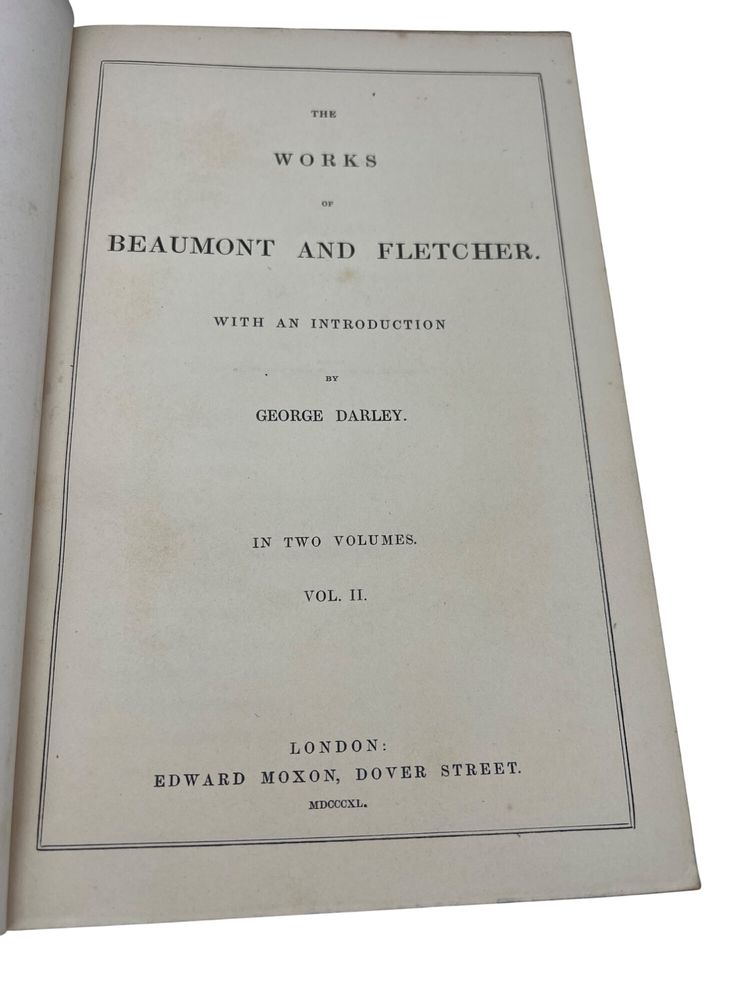 THE
WORKS
OF
BEAUMONT AND FLETCHER.
WITH AN INTRODUCTION
BY
GEORGE DARLEY.
IN TWO VOLUMES.
VOL. II.
LONDON:
EDWARD MOXON, DOVER STREET.
MDCCCXL.